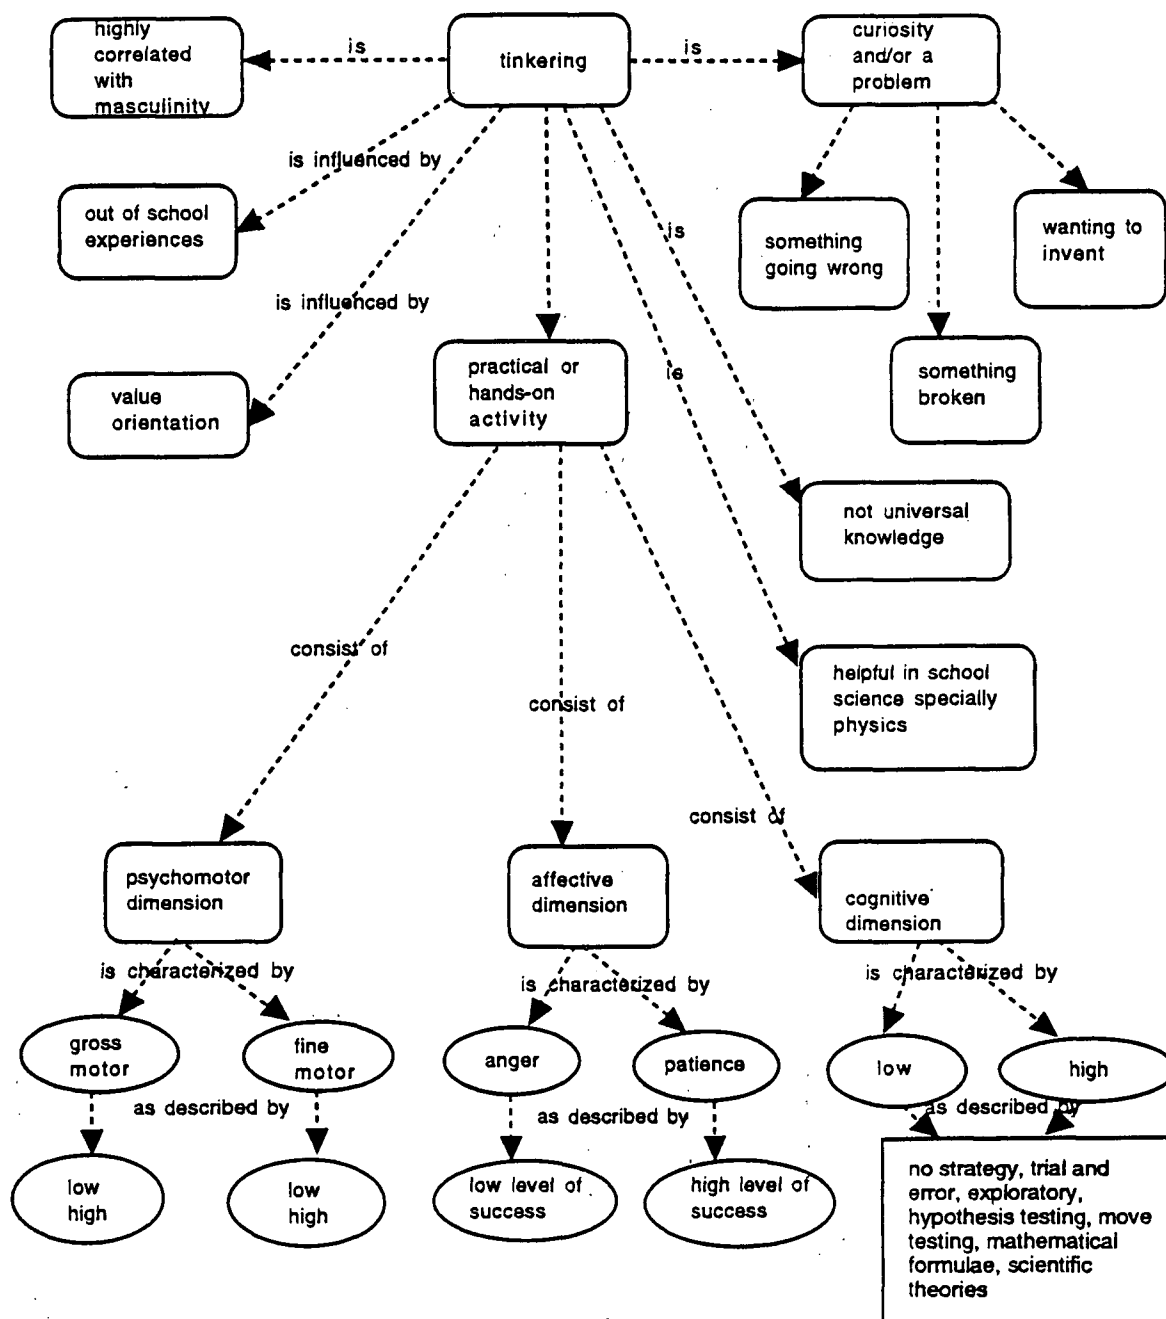 highly
correlated
with
masculinity
is
tinkering
is
curiosity
and/or a
problem
is influenced by
out of school
experiences
is
something
going wrong
wanting to
invent
is influenced by
value
orientation
practical or
hands-on
activity
is
something
broken
not universal
knowledge
consist of
consist of
helpful in school
science specially
physics
consist of
psychomotor
dimension
affective
dimension
cognitive
dimension
is characterized by
is characterized by
is characterized by
gross
motor
fine
motor
anger
patience
low
high
as described by
as described by
as described by
low
high
low
high
low level of
success
high level of
success
no strategy, trial and
error, exploratory,
hypothesis testing, move
testing, mathematical
formulae, scientific
theories